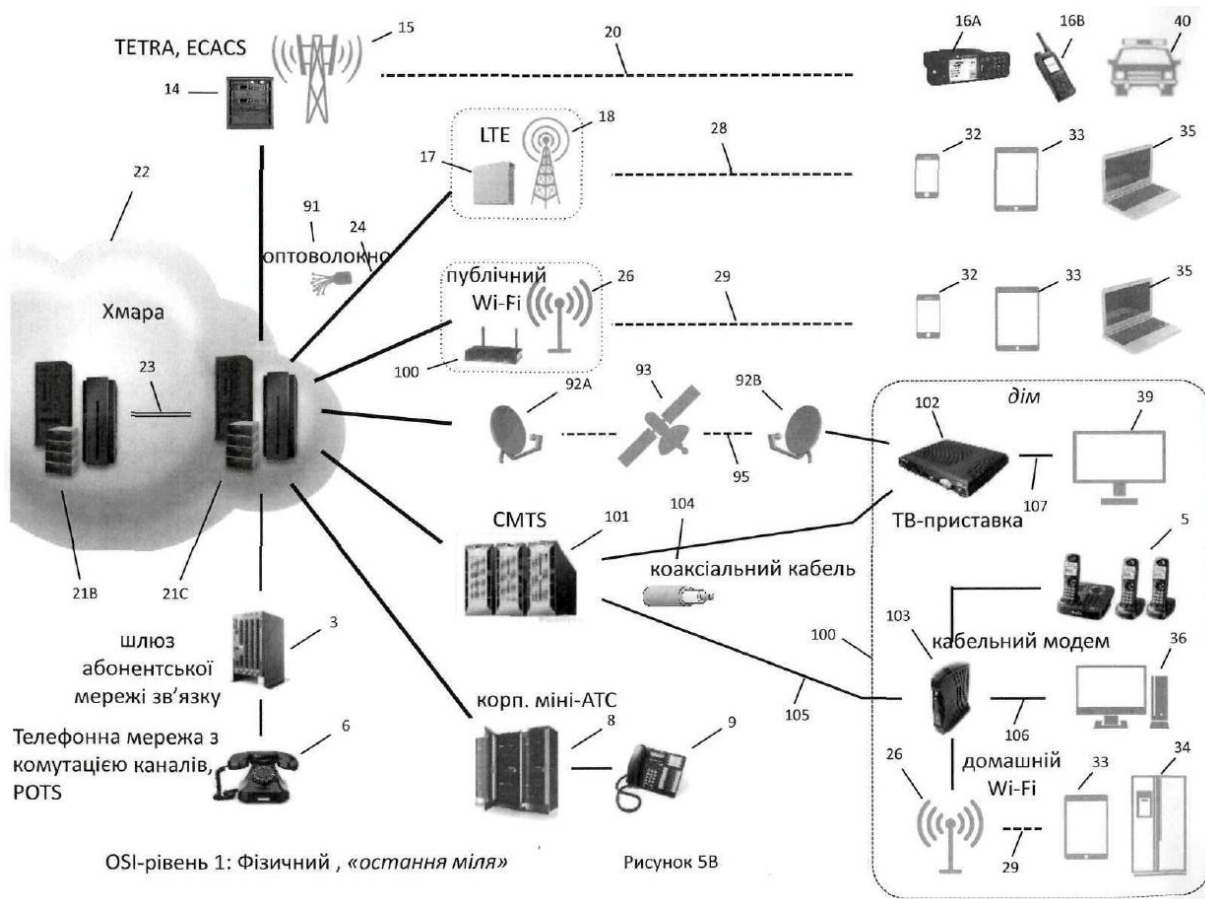 TETRA, ECACS
15
20
16A
16B
40
14
LTE
18
17
28
32
33
35
22
91
24
оптоволокно
публічний
Wi-Fi
26
29
32
33
35
Хмара
23
100
92A
93
92B
95
дім
102
39
107
ТВ-приставка
CMTS
101
104
коаксіальний кабель
5
21B
21C
3
шлюз
абонентської
мережі зв’язку
103
кабельний модем
100
36
106
105
корп. міні-АТС
8
9
6
Телефонна мережа з
комутацією каналів,
POTS
26
домашній
Wi-Fi
33
34
29
OSI-рівень 1: Фізичний , «остання міля»
Рисунок 5B